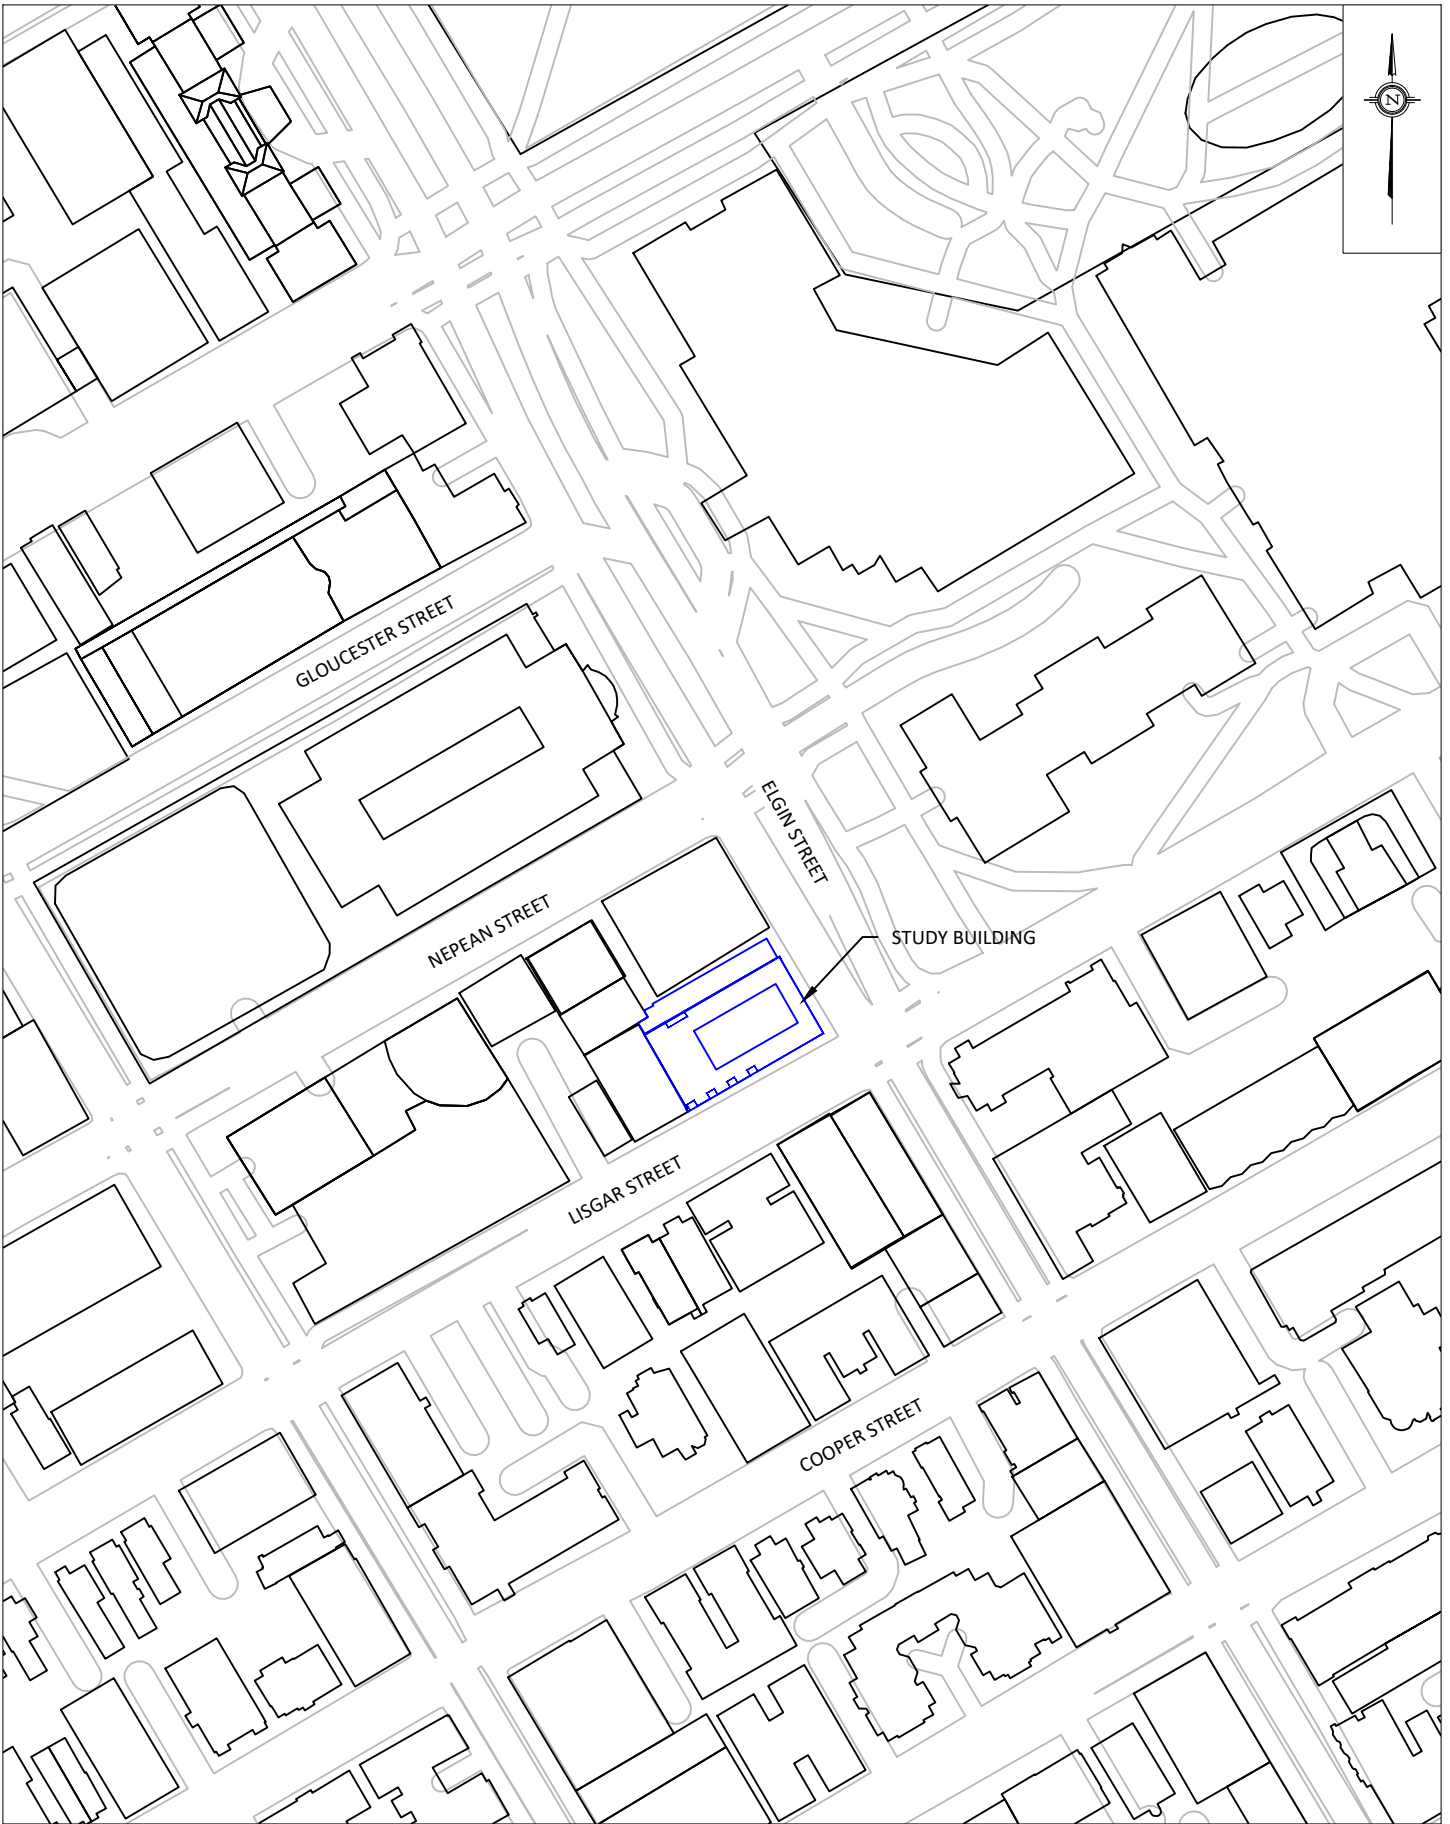 N
GLOUCESTER STREET
ELGIN STREET
NEPEAN STREET
STUDY BUILDING
LISGAR STREET
COOPER STREET